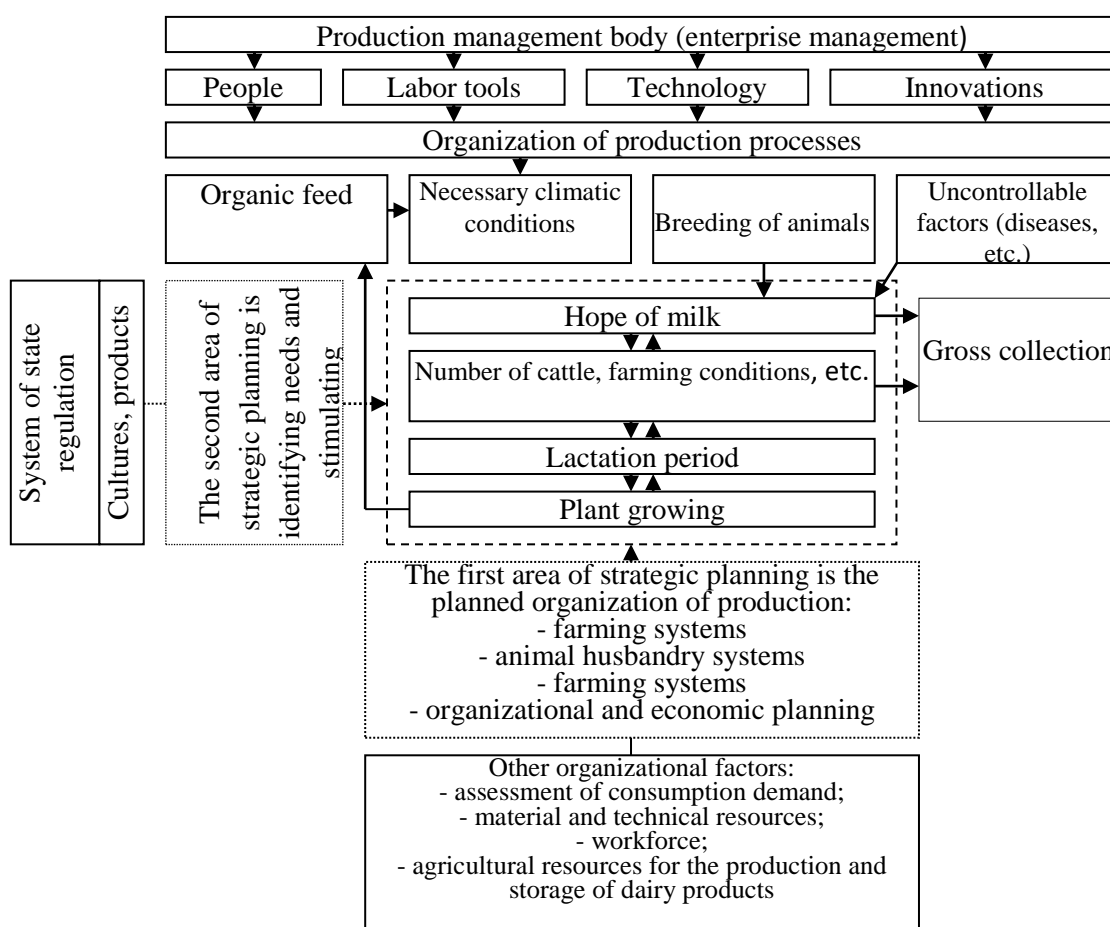 Production management body (enterprise management)
People
Labor tools
Technology
Innovations
Organization of production processes
Organic feed
Necessary climatic
conditions
Breeding of animals
Uncontrollable
factors (diseases,
etc.)
System of state
regulation
Cultures, products
The second area of
strategic planning is
identifying needs and
stimulating
Hope of milk
Number of cattle, farming conditions, etc.
Lactation period
Plant growing
Gross collection
The first area of strategic planning is the
planned organization of production:
- farming systems
- animal husbandry systems
- farming systems
- organizational and economic planning
Other organizational factors:
- assessment of consumption demand;
- material and technical resources;
- workforce;
- agricultural resources for the production and
storage of dairy products